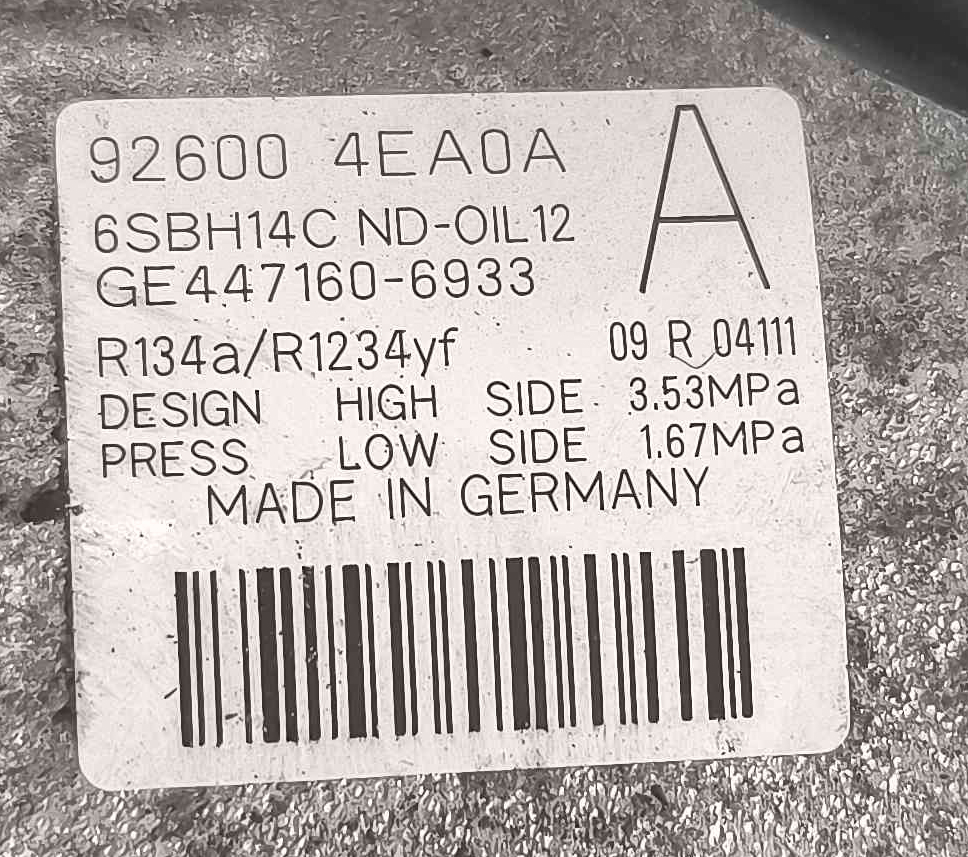 92600 4EA0A A
6SBH14C ND-OIL12
GE447160-6933
R134a/R1234yf 09 R 04111
DESIGN HIGH SIDE 3.53MPa
PRESS LOW SIDE 1.67MPa
MADE IN GERMANY